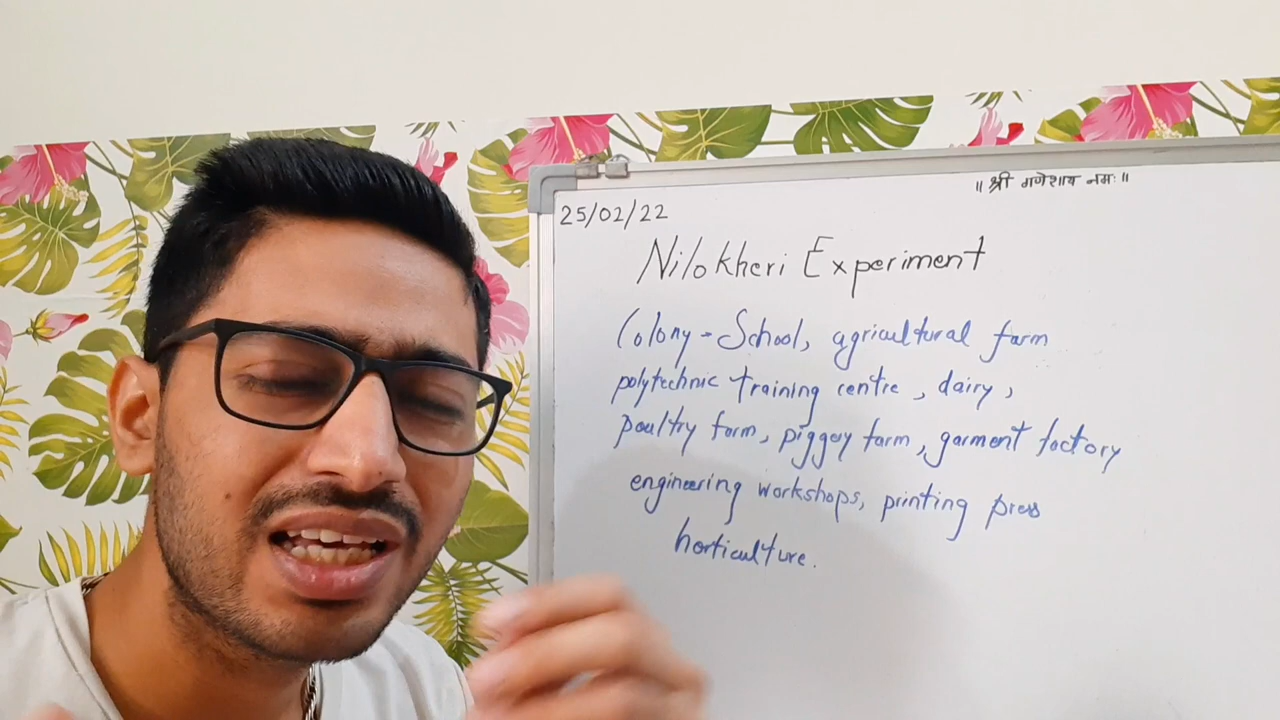 ॥ श्री गणेशाय नमः ॥
25/02/22
Nilokheri Experiment
Colony - School, agricultural farm
polytechnic training centre, dairy,
poultry farm, piggey farm, garment factory
engineering workshops, printing press
horticulture.